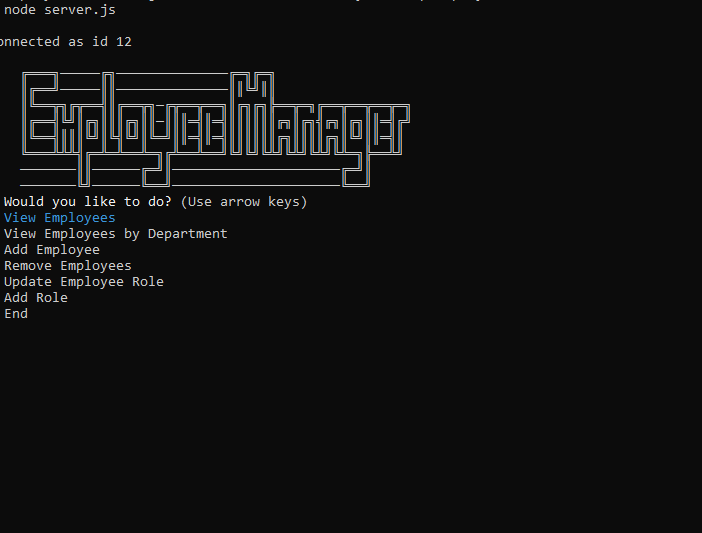 node server.js
onnected as id 12
Employee Manager
Would you like to do? (Use arrow keys)
View Employees
View Employees by Department
Add Employee
Remove Employees
Update Employee Role
Add Role
End